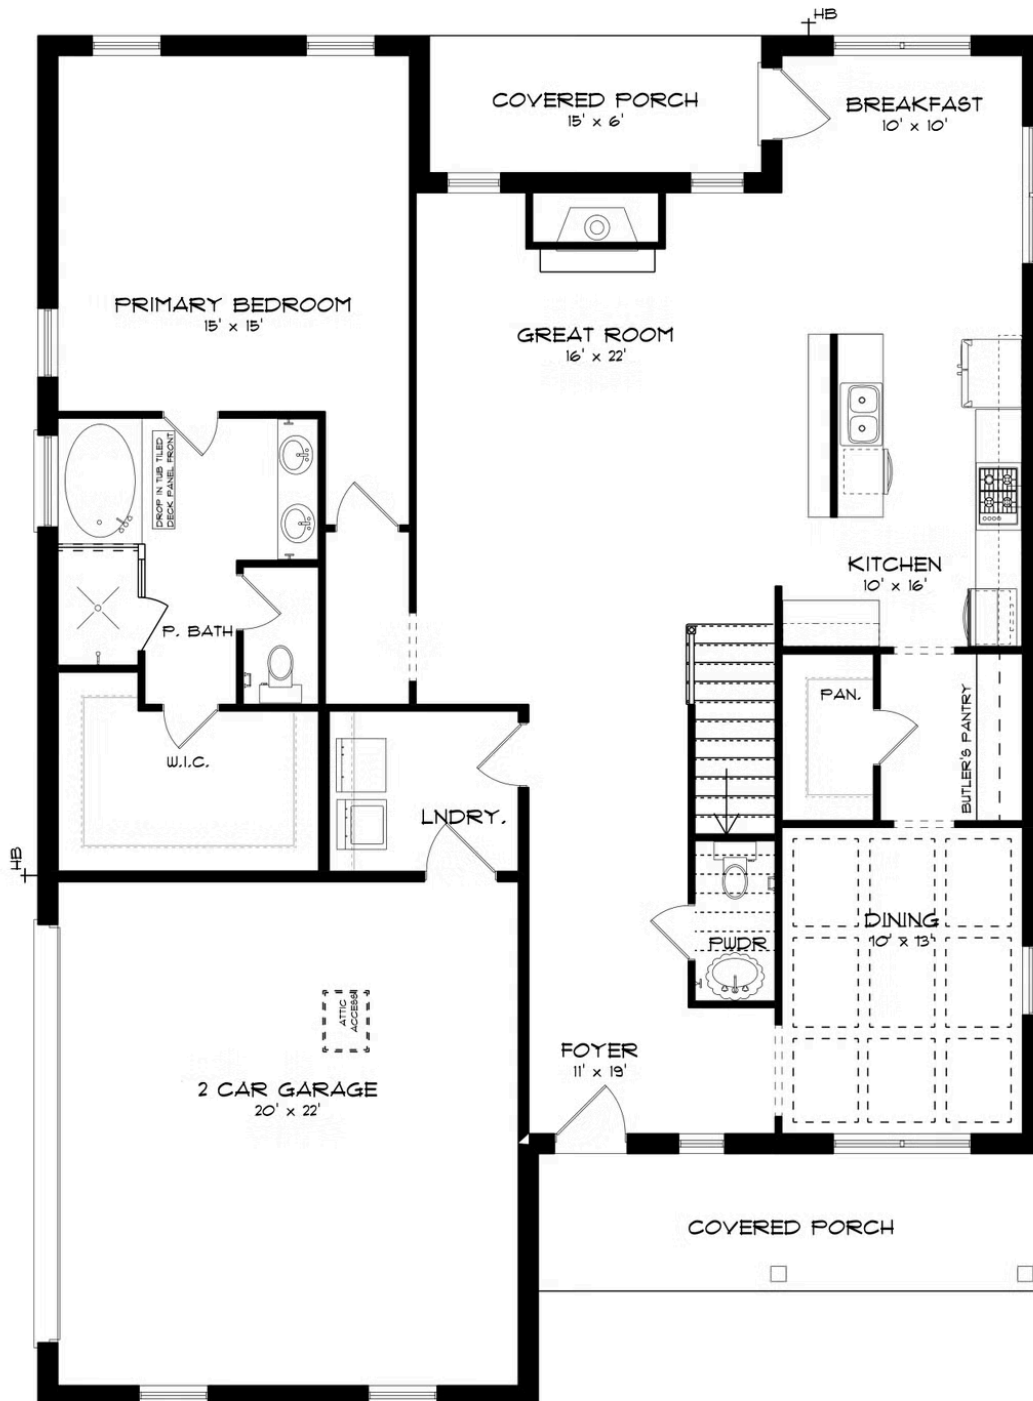 HB
COVERED PORCH
15' x 6'
BREAKFAST
10' x 10'
PRIMARY BEDROOM
15' x 15'
GREAT ROOM
16' x 22'
DROP IN TUB TILED
DECK PANEL FRONT
KITCHEN
10' x 16'
P. BATH
PAN.
BUTLER'S PANTRY
W.I.C.
LNDRY.
HB
DINING
10' x 13'
PWDR
ATTIC
ACCESS
FOYER
11' x 19'
2 CAR GARAGE
20' x 22'
COVERED PORCH